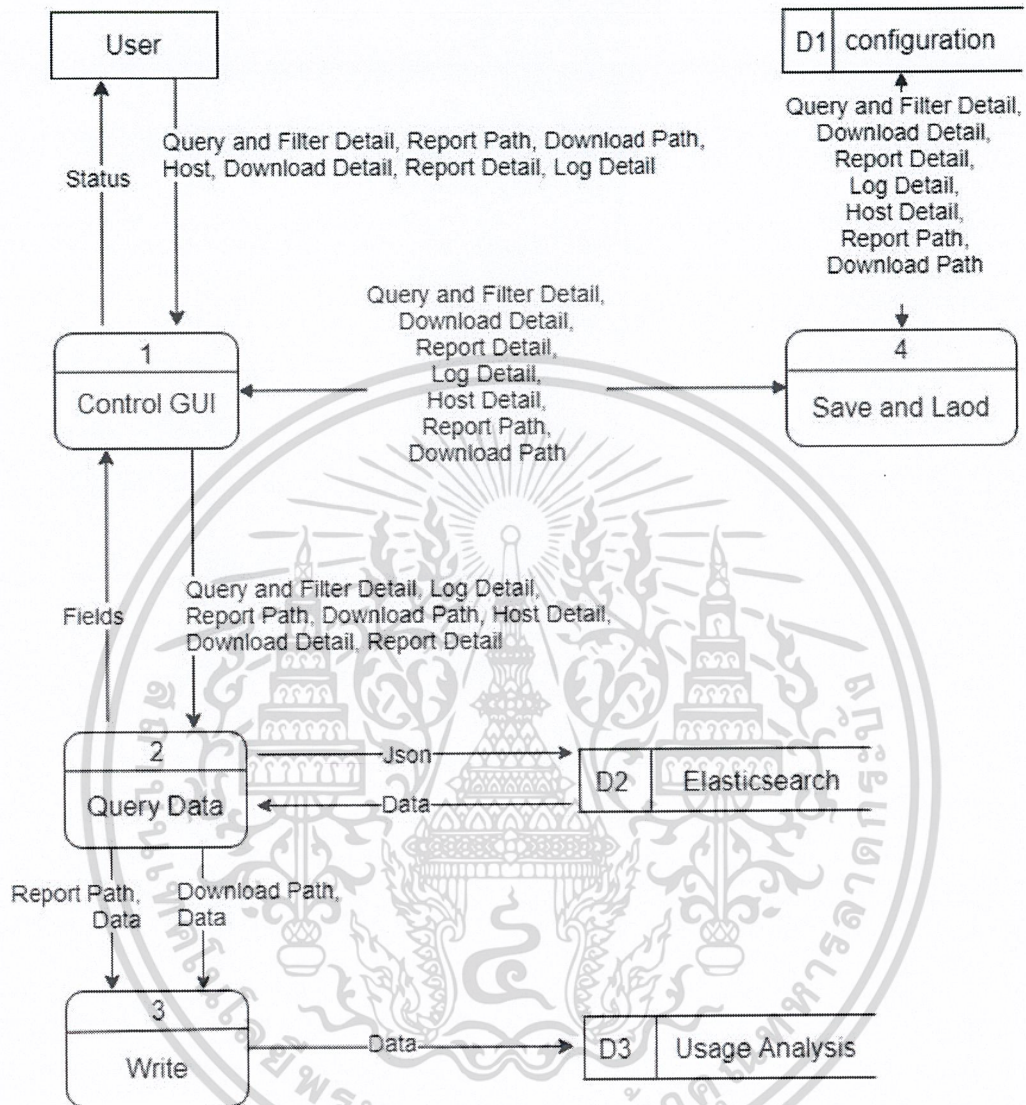 User
D1 configuration
Query and Filter Detail, Report Path, Download Path,
Host, Download Detail, Report Detail, Log Detail
Status
Query and Filter Detail,
Download Detail,
Report Detail,
Log Detail,
Host Detail,
Report Path,
Download Path
Query and Filter Detail,
Download Detail,
Report Detail,
Log Detail,
Host Detail,
Report Path,
Download Path
1
Control GUI
4
Save and Laod
Fields
Query and Filter Detail, Log Detail,
Report Path, Download Path, Host Detail,
Download Detail, Report Detail
2
Query Data
Json
Data
D2 Elasticsearch
Report Path,
Data
Download Path,
Data
3
Write
Data
D3 Usage Analysis